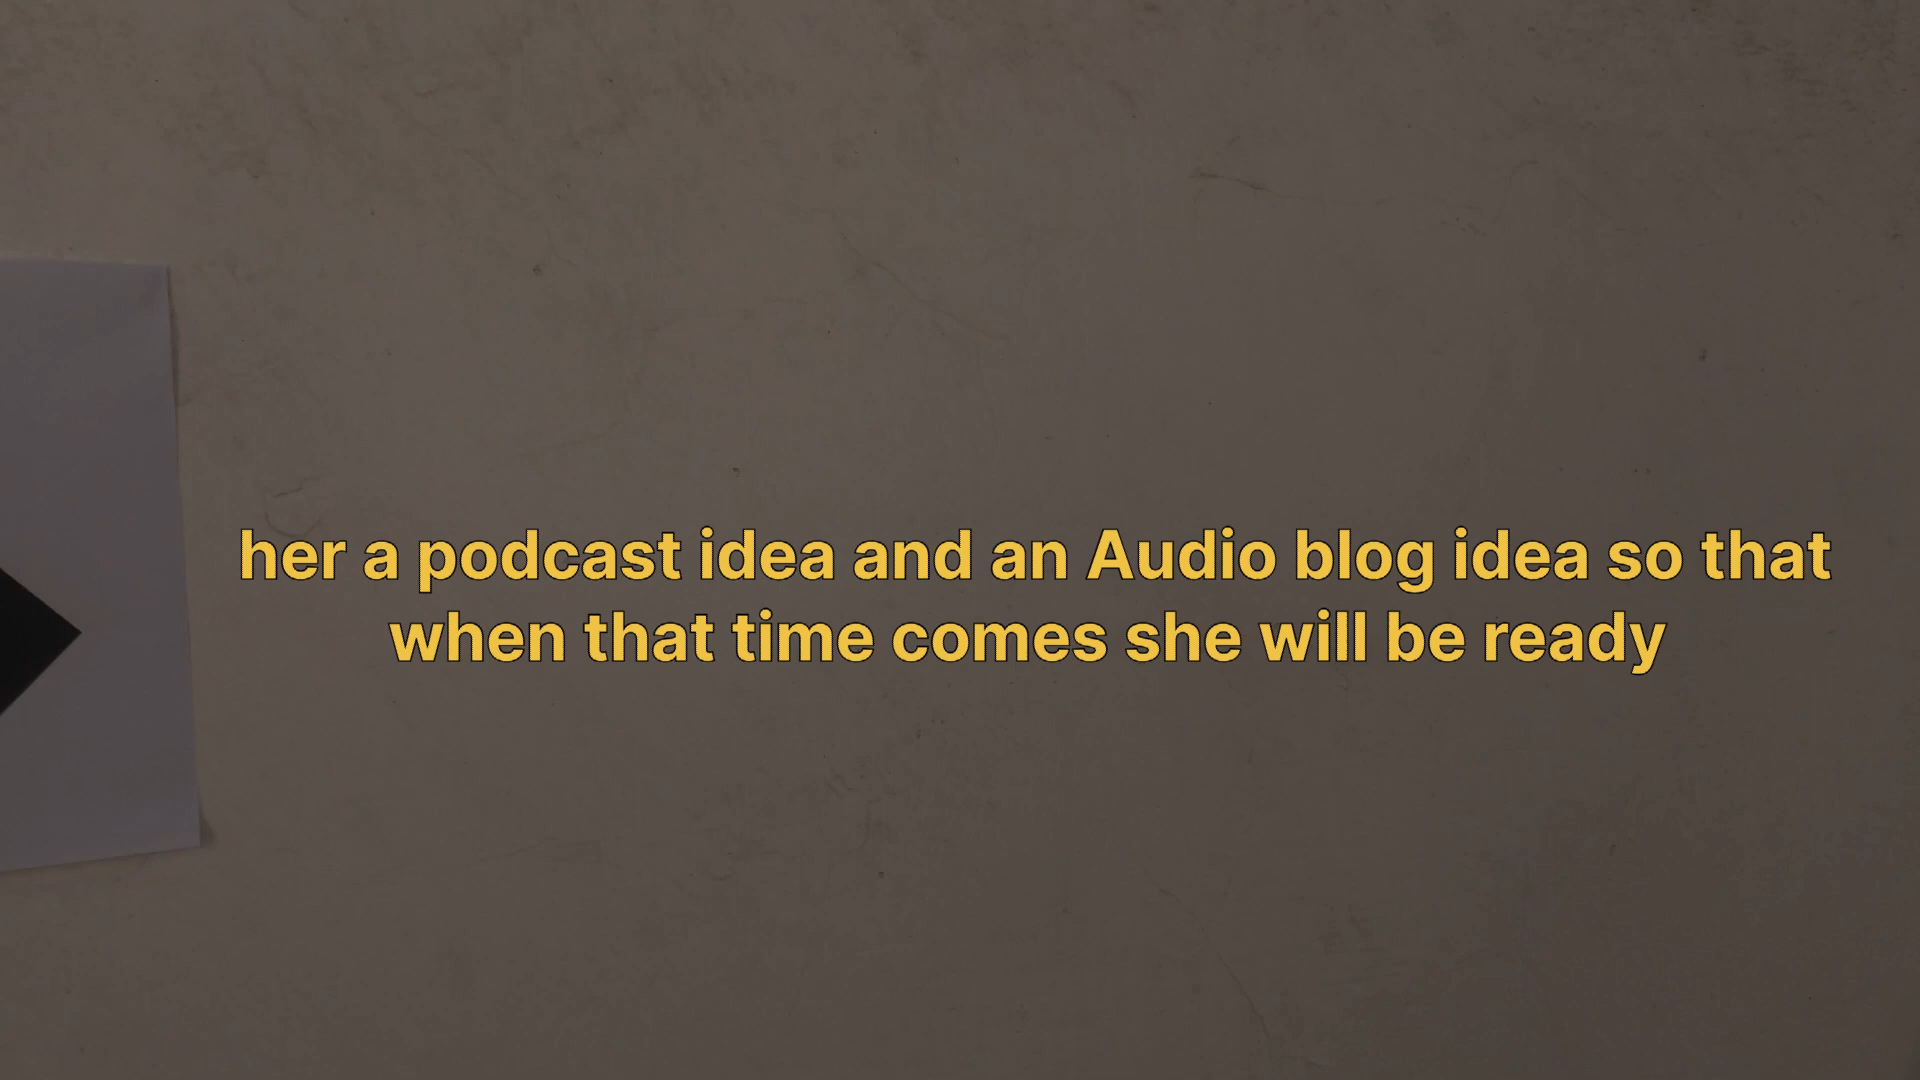 her a podcast idea and an Audio blog idea so that
when that time comes she will be ready